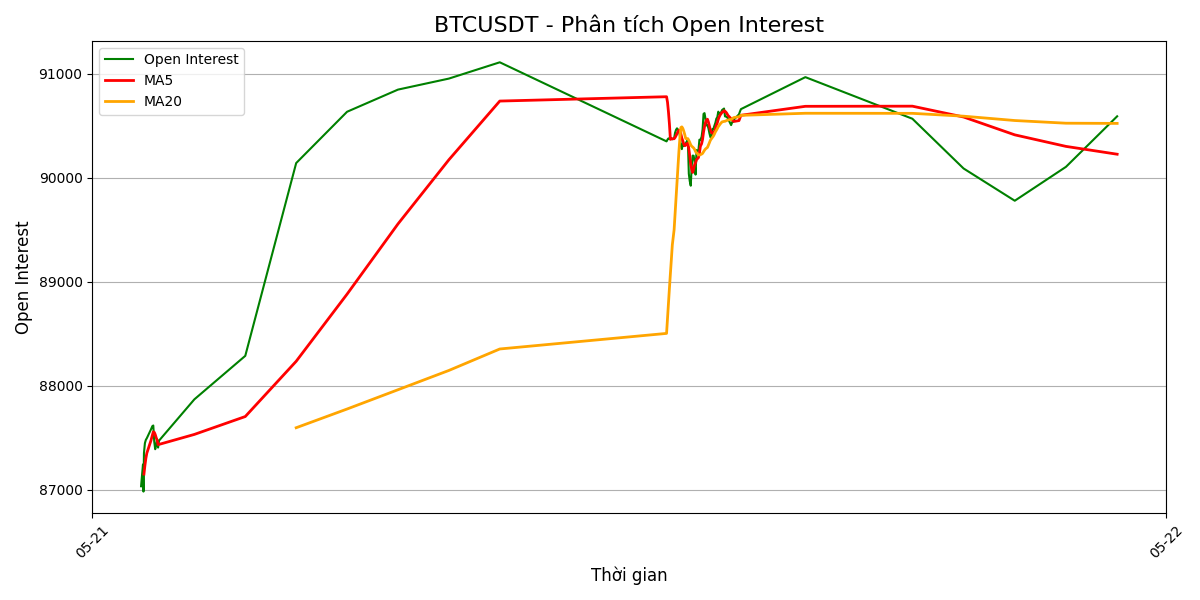 BTCUSDT - Phân tích Open Interest
Open Interest
MA5
MA20
91000
90000
89000
88000
87000
Open Interest
05-21
05-22
Thời gian